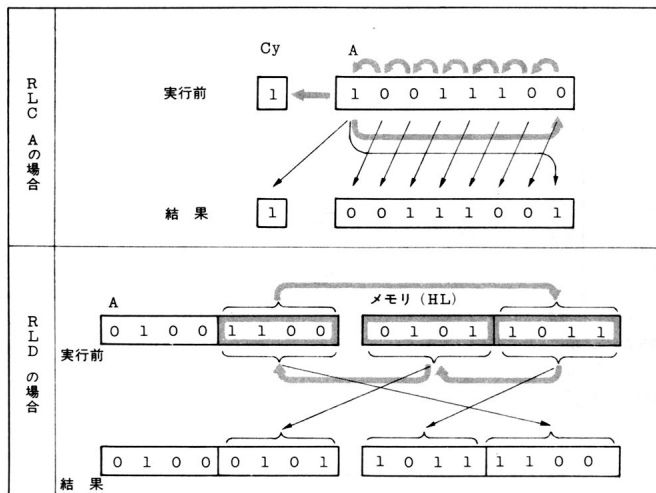 RLC Aの場合
Cy A
実行前 1 1 0 0 1 1 1 0 0
結果 1 0 0 1 1 1 0 0 1
RLDの場合
A メモリ(HL)
0 1 0 0 1 1 0 0 0 1 0 1 1 0 1 1
実行前
0 1 0 0 0 1 0 1 1 0 1 1 1 1 0 0
結果